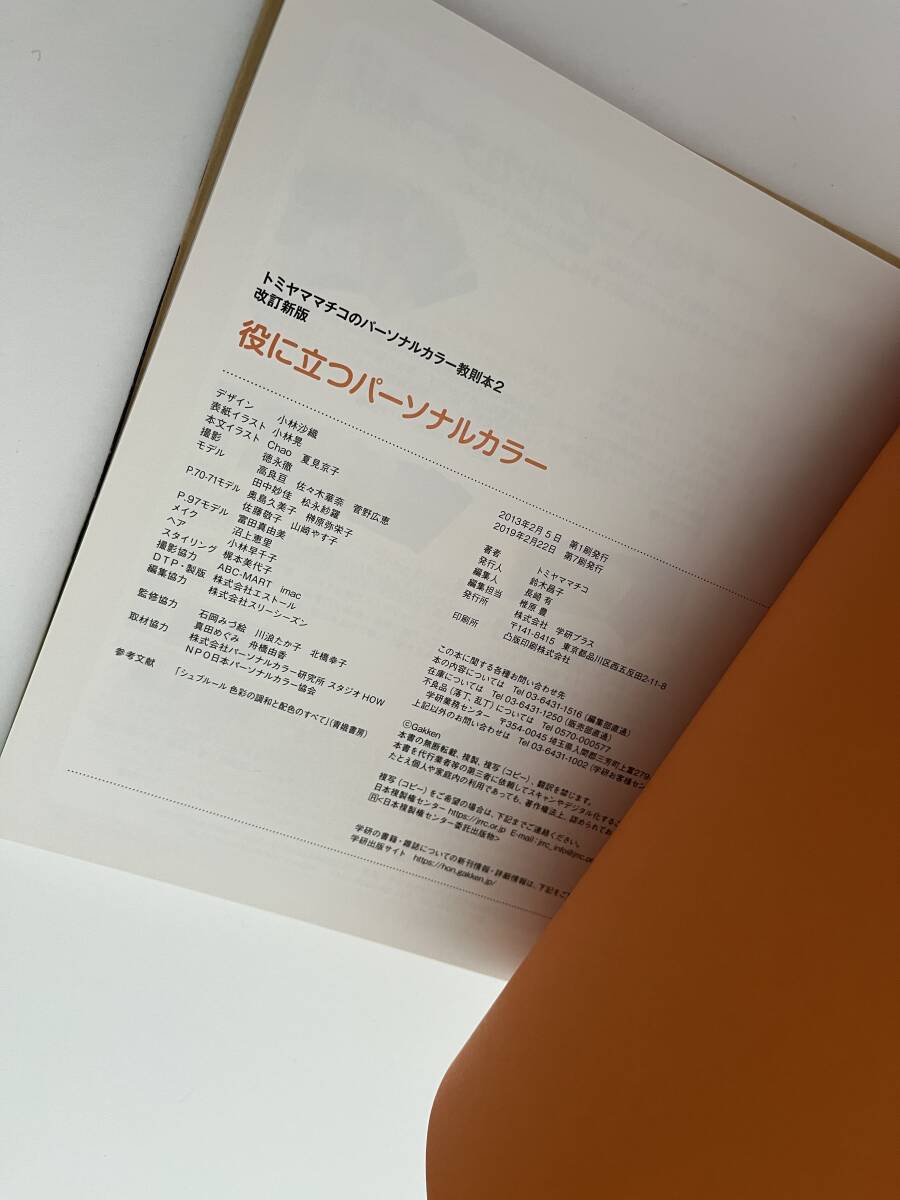 トミヤママチコのパーソナルカラー教則本2
改訂新版
役に立つパーソナルカラー
デザイン 小林沙織
表紙イラスト 小林晃
本文イラスト Chao 夏見京子
撮影 徳永徹
モデル 高良亘 佐々木華奈 菅野広恵
田中妙佳 松永紗羅
P.70-71モデル 奥島久美子 榊原弥栄子
P.97モデル 佐藤敬子 山崎やす子
メイク 富田真由美
ヘア 沼上恵里
スタイリング 小林早千子
撮影協力 梶本美代子
DTP・製版 ABC-MART imac
編集協力 株式会社エストール
株式会社スリーシーズン
監修協力 石岡みづ絵 川浪たか子 北橋幸子
真田めぐみ 舟橋由香
取材協力 株式会社パーソナルカラー研究所 スタジオHOW
NPO日本パーソナルカラー協会
参考文献 「シュブルール 色彩の調和と配色のすべて」(青娥書房)
2013年2月5日 第1刷発行
2019年2月22日 第7刷発行
著者 トミヤママチコ
発行人 鈴木昌子
編集人 長崎 有
編集担当 椎原 豊
発行所 株式会社 学研プラス
〒141-8415 東京都品川区西五反田2-11-8
印刷所 凸版印刷株式会社
この本に関する各種お問い合わせ先
本の内容については Tel 03-6431-1516 (編集部直通)
在庫については Tel 03-6431-1250 (販売部直通)
不良品(落丁、乱丁)については Tel 0570-000577
学研業務センター 〒354-0045 埼玉県入間郡三芳町上富279
上記以外のお問い合わせは Tel 03-6431-1002 (学研お客様セン
©Gakken
本書の無断転載、複製、複写(コピー)、翻訳を禁じます。
本書を代行業者等の第三者に依頼してスキャンやデジタル化するこ
たとえ個人や家庭内の利用であっても、著作権法上、認められてお
複写(コピー)をご希望の場合は、下記までご連絡ください。
日本複製権センター https://jrrc.or.jp E-mail : jrrc_info@jrrc.or
R<日本複製権センター委託出版物>
学研の書籍・雑誌についての新刊情報・詳細情報は、下記をご
学研出版サイト https://hon.gakken.jp/